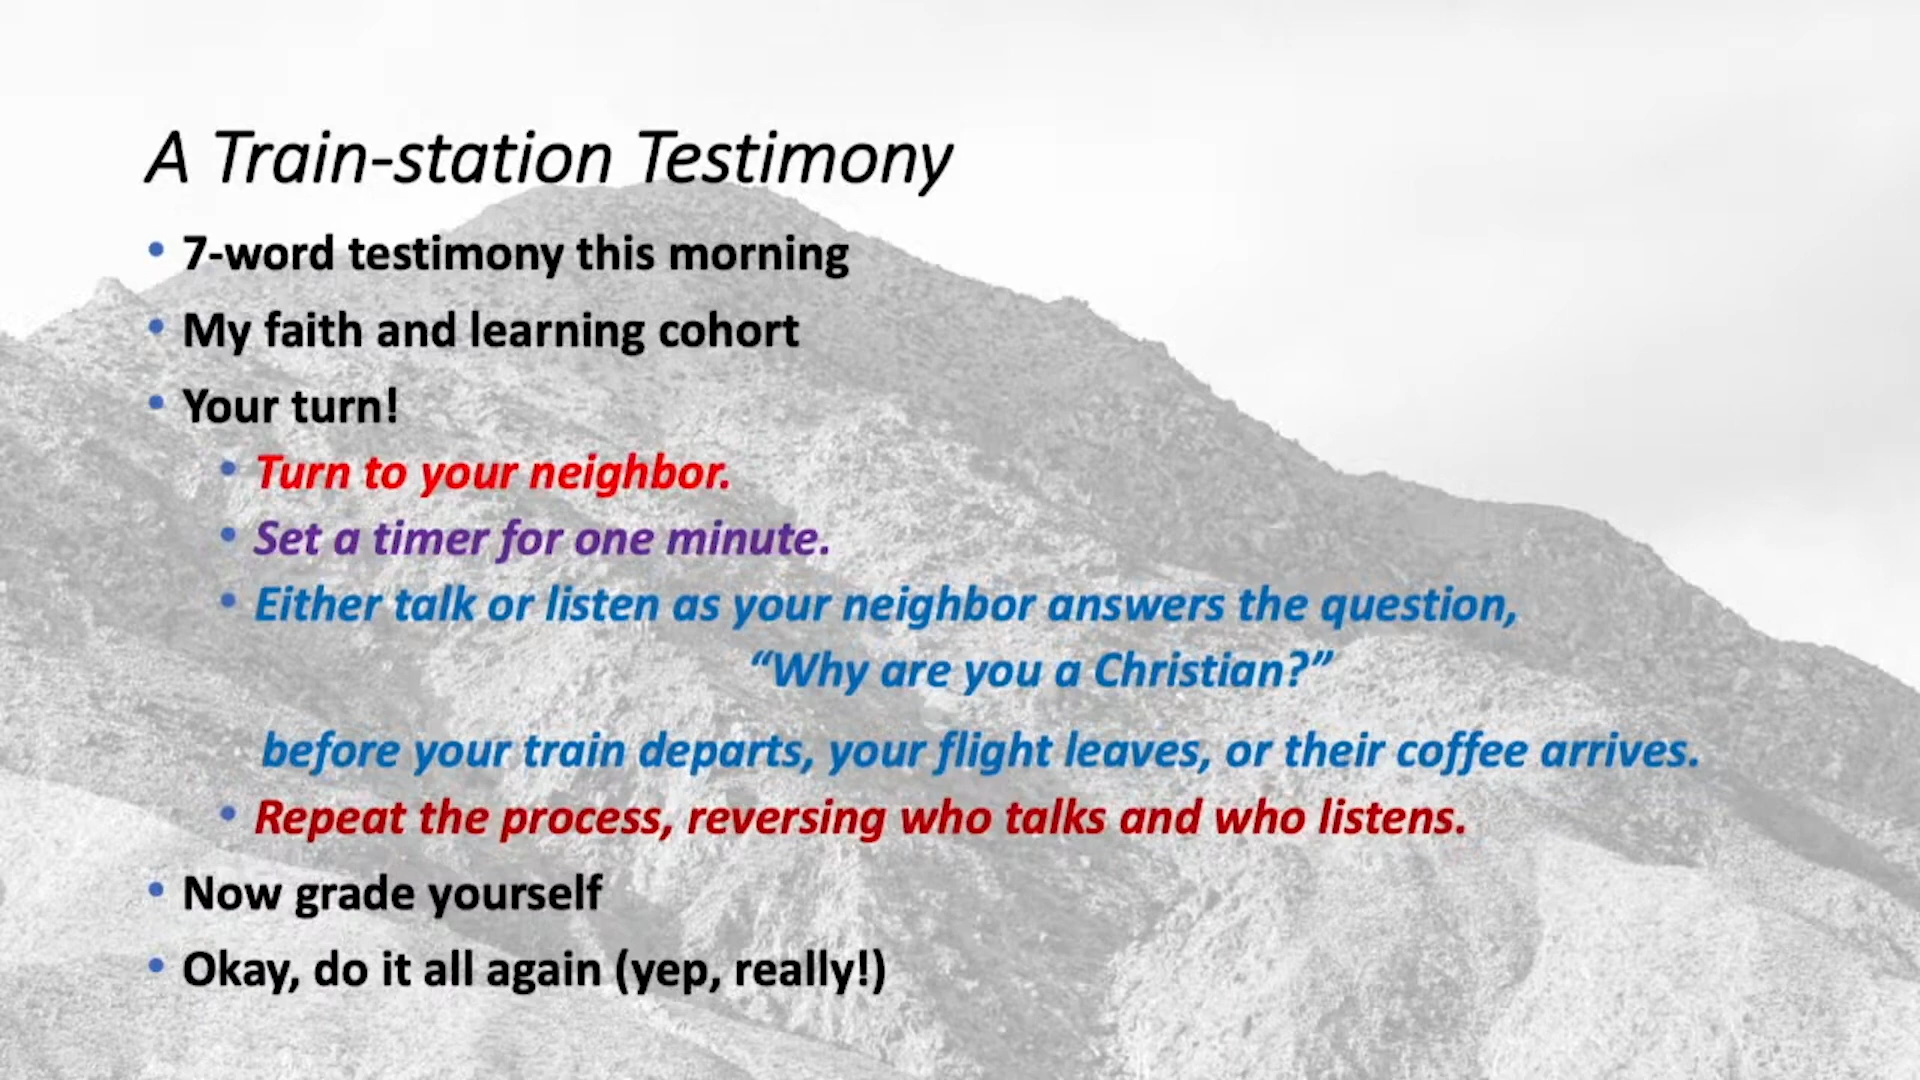 A Train-station Testimony
• 7-word testimony this morning
• My faith and learning cohort
• Your turn!
• Turn to your neighbor.
• Set a timer for one minute.
• Either talk or listen as your neighbor answers the question,
“Why are you a Christian?”
before your train departs, your flight leaves, or their coffee arrives.
• Repeat the process, reversing who talks and who listens.
• Now grade yourself
• Okay, do it all again (yep, really!)